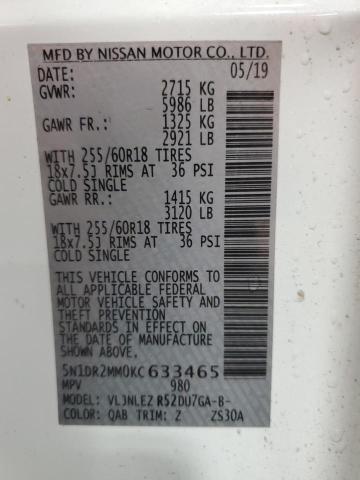 MFD BY NISSAN MOTOR CO., LTD.
DATE: 05/19
GVWR: 2715 KG
5986 LB
GAWR FR.: 1325 KG
2921 LB
WITH 255/60R18 TIRES
18x7.5J RIMS AT 36 PSI
COLD SINGLE
GAWR RR.: 1415 KG
3120 LB
WITH 255/60R18 TIRES
18x7.5J RIMS AT 36 PSI
COLD SINGLE
THIS VEHICLE CONFORMS TO
ALL APPLICABLE FEDERAL
MOTOR VEHICLE SAFETY AND
THEFT PREVENTION
STANDARDS IN EFFECT ON
THE DATE OF MANUFACTURE
SHOWN ABOVE.
5N1DR2MM0KC633465
MPV 980
MODEL: VLJNLEZ R52DU7GA-B-
COLOR: QAB TRIM: Z ZS30A